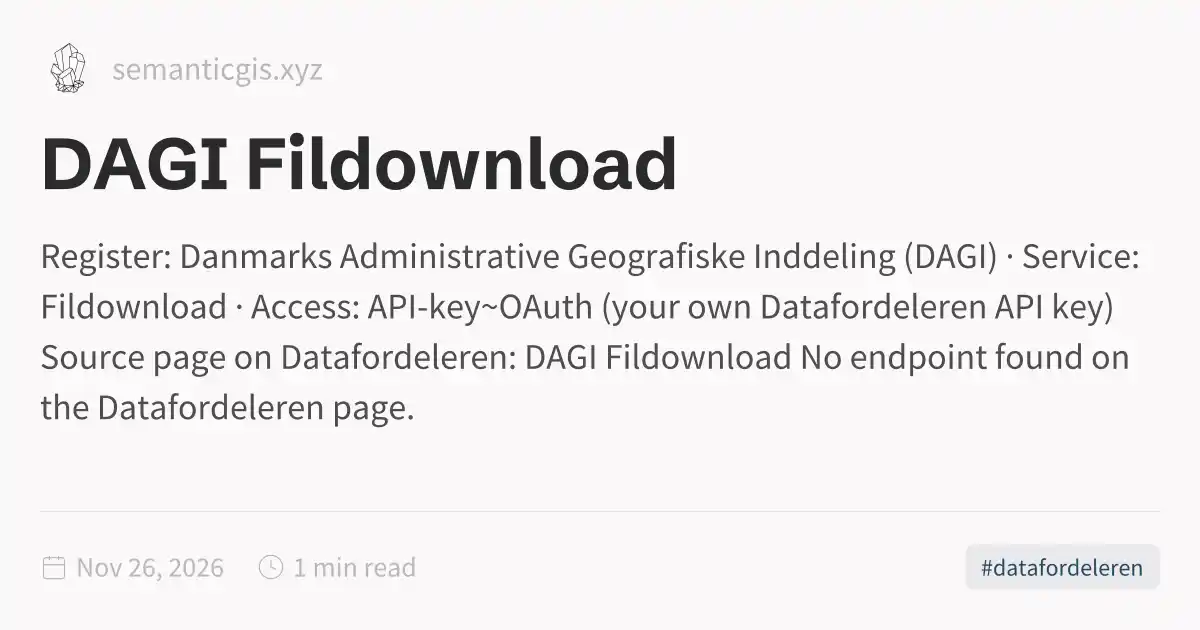 semanticgis.xyz
DAGI Fildownload
Register: Danmarks Administrative Geografiske Inddeling (DAGI) · Service:
Fildownload · Access: API-key~OAuth (your own Datafordeleren API key)
Source page on Datafordeleren: DAGI Fildownload No endpoint found on
the Datafordeleren page.
Nov 26, 2026 1 min read
#datafordeleren